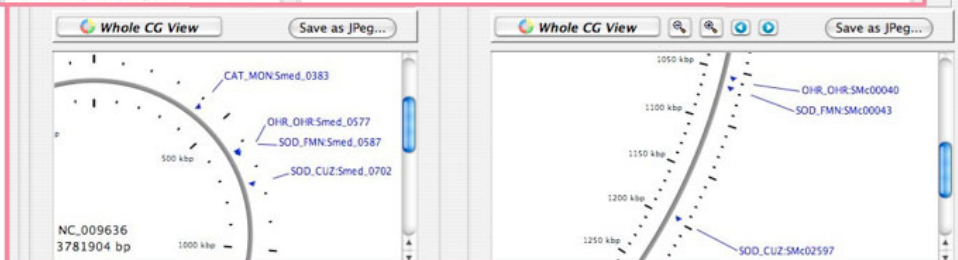 Whole CG View
Save as JPeg...
CAT_MON:Smed_0383
OHR_OHR:Smed_0577
SOD_FMN:Smed_0587
500 kbp
SOD_CUZ:Smed_0702
NC_009636
3781904 bp
1000 kbp
Whole CG View
Save as JPeg...
1050 kbp
OHR_OHR:SMc00040
1100 kbp
SOD_FMN:SMc00043
1150 kbp
1200 kbp
1250 kbp
SOD_CUZ:SMc02597